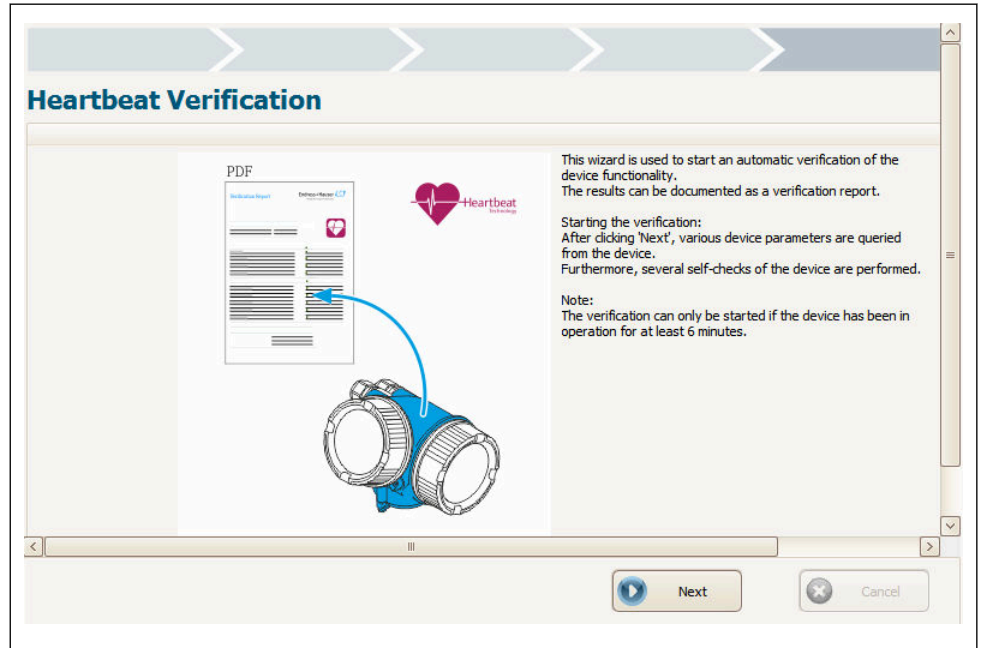 Heartbeat Verification
PDF
Verification Report
Endress+Hauser
Heartbeat
Technology
This wizard is used to start an automatic verification of the
device functionality.
The results can be documented as a verification report.
Starting the verification:
After clicking 'Next', various device parameters are queried
from the device.
Furthermore, several self-checks of the device are performed.
Note:
The verification can only be started if the device has been in
operation for at least 6 minutes.
Next
Cancel